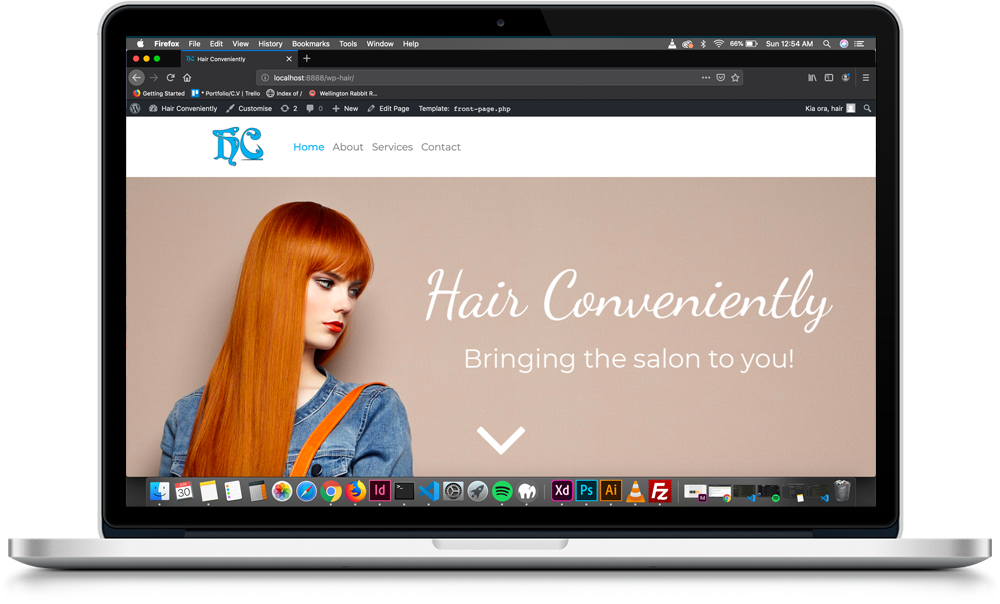 Firefox File Edit View History Bookmarks Tools Window Help 66% Sun 12:54 AM
Hair Conveniently
localhost:8888/wp-hair/
Getting Started * Portfolio/C.V | Trello Index of / Wellington Rabbit R...
Hair Conveniently Customise 2 0 New Edit Page Template: front-page.php Kia ora, hair
HC Home About Services Contact
Hair Conveniently
Bringing the salon to you!
30 Id Xd Ps Ai Fz